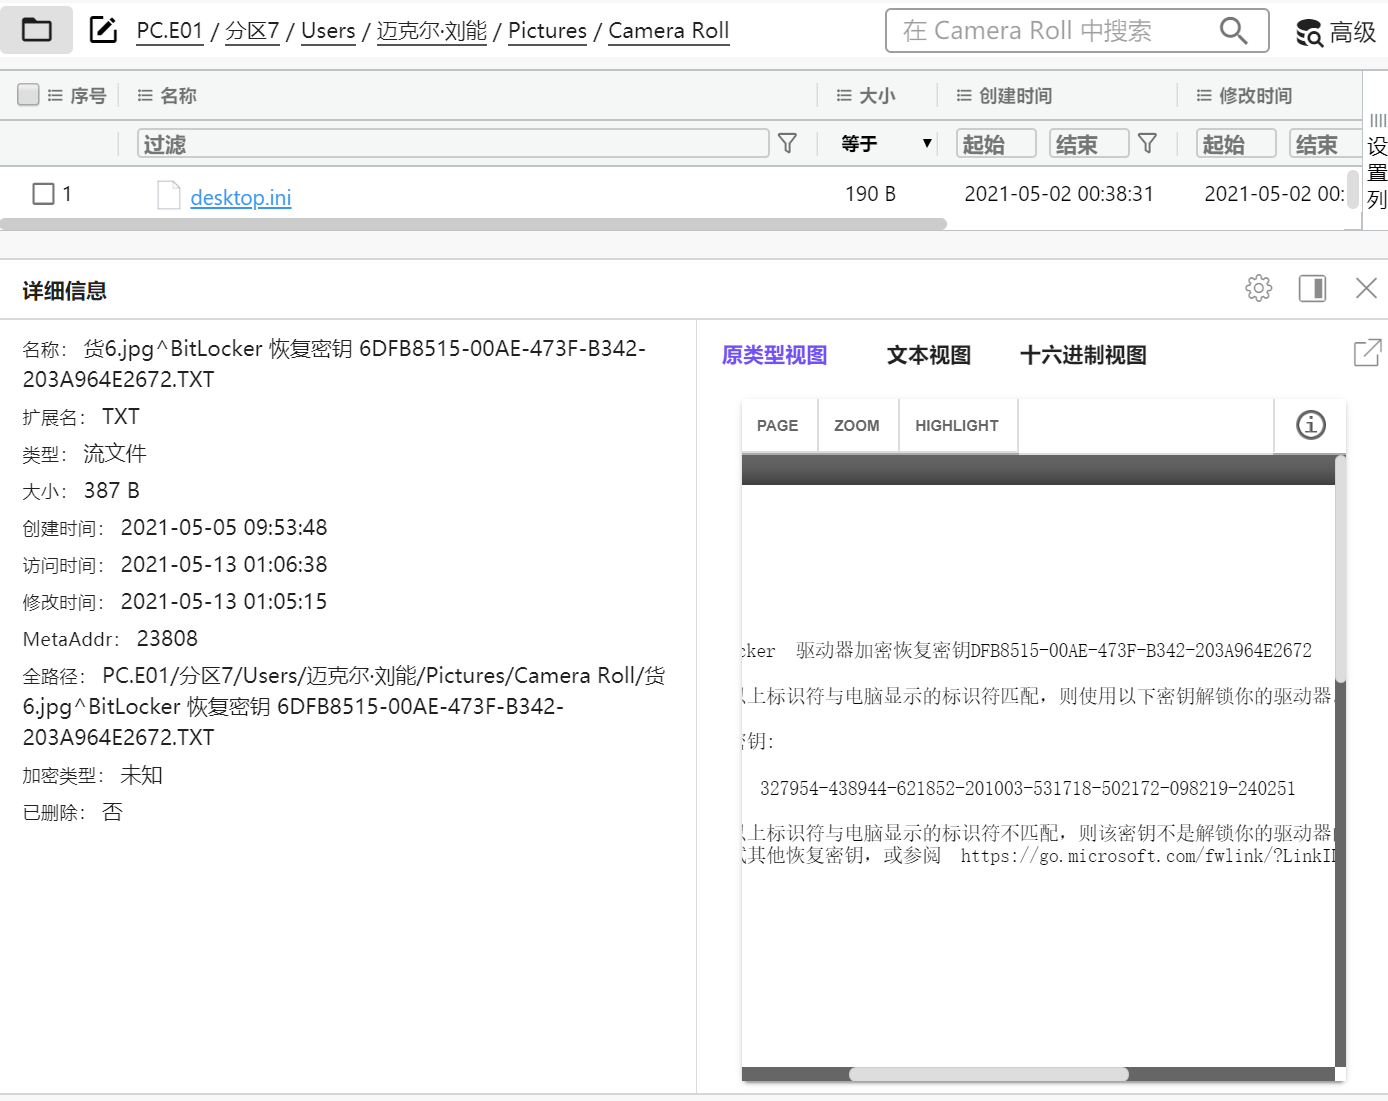 PC.E01 / 分区7 / Users / 迈克尔·刘能 / Pictures / Camera Roll
在 Camera Roll 中搜索
高级
序号 名称 大小 创建时间 修改时间
过滤 等于 起始 结束 起始 结束
设置列
1 desktop.ini 190 B 2021-05-02 00:38:31 2021-05-02 00:
详细信息
名称： 货6.jpg^BitLocker 恢复密钥 6DFB8515-00AE-473F-B342-
203A964E2672.TXT
扩展名： TXT
类型： 流文件
大小： 387 B
创建时间： 2021-05-05 09:53:48
访问时间： 2021-05-13 01:06:38
修改时间： 2021-05-13 01:05:15
MetaAddr： 23808
全路径： PC.E01/分区7/Users/迈克尔·刘能/Pictures/Camera Roll/货
6.jpg^BitLocker 恢复密钥 6DFB8515-00AE-473F-B342-
203A964E2672.TXT
加密类型： 未知
已删除： 否
原类型视图 文本视图 十六进制视图
PAGE ZOOM HIGHLIGHT
cker 驱动器加密恢复密钥DFB8515-00AE-473F-B342-203A964E2672
以上标识符与电脑显示的标识符匹配，则使用以下密钥解锁你的驱动器
密钥:
327954-438944-621852-201003-531718-502172-098219-240251
以上标识符与电脑显示的标识符不匹配，则该密钥不是解锁你的驱动器
试其他恢复密钥，或参阅 https://go.microsoft.com/fwlink/?LinkID